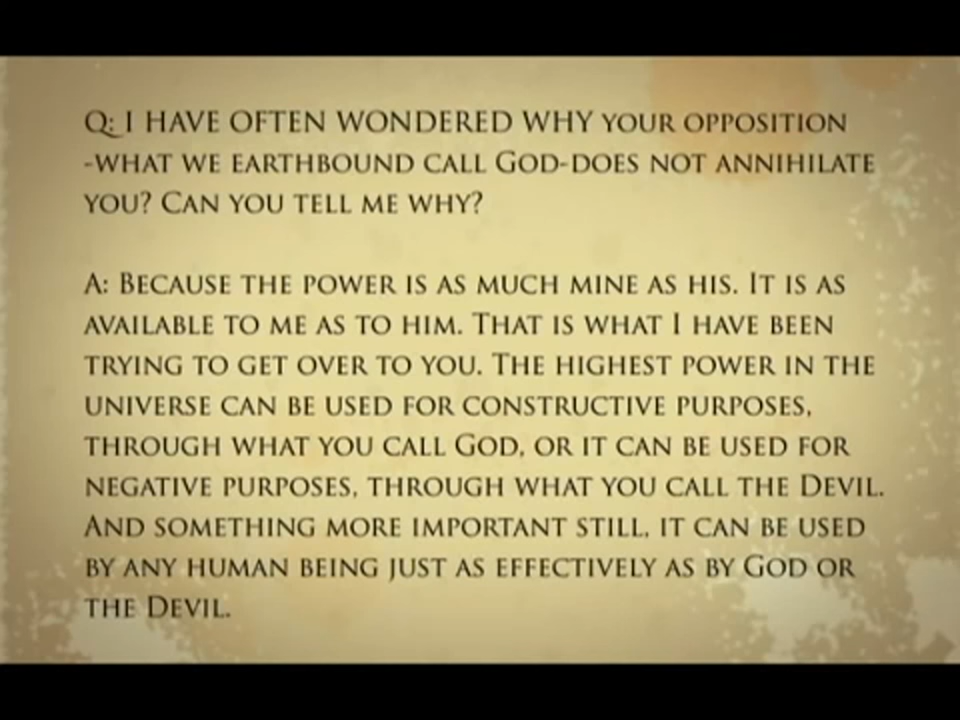 Q: I HAVE OFTEN WONDERED WHY YOUR OPPOSITION
-WHAT WE EARTHBOUND CALL GOD-DOES NOT ANNIHILATE
YOU? CAN YOU TELL ME WHY?
A: BECAUSE THE POWER IS AS MUCH MINE AS HIS. IT IS AS
AVAILABLE TO ME AS TO HIM. THAT IS WHAT I HAVE BEEN
TRYING TO GET OVER TO YOU. THE HIGHEST POWER IN THE
UNIVERSE CAN BE USED FOR CONSTRUCTIVE PURPOSES,
THROUGH WHAT YOU CALL GOD, OR IT CAN BE USED FOR
NEGATIVE PURPOSES, THROUGH WHAT YOU CALL THE DEVIL.
AND SOMETHING MORE IMPORTANT STILL, IT CAN BE USED
BY ANY HUMAN BEING JUST AS EFFECTIVELY AS BY GOD OR
THE DEVIL.